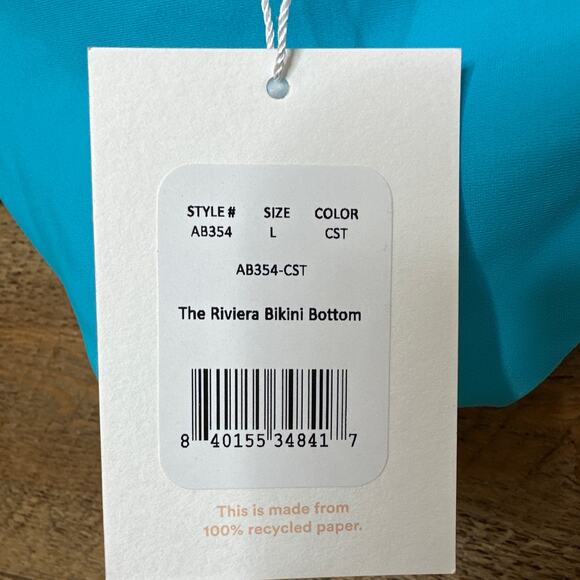 STYLE # SIZE COLOR
AB354 L CST
AB354-CST
The Riviera Bikini Bottom
8 40155 34841 7
This is made from
100% recycled paper.